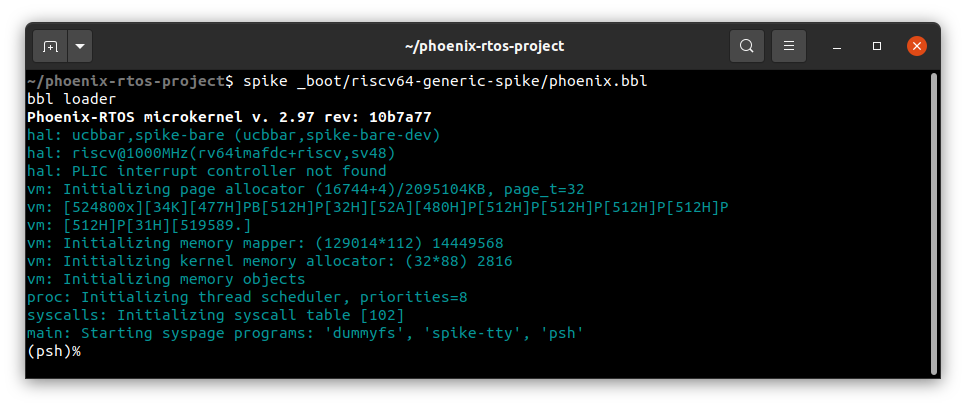 ~/phoenix-rtos-project
~/phoenix-rtos-project$ spike _boot/riscv64-generic-spike/phoenix.bbl
bbl loader
Phoenix-RTOS microkernel v. 2.97 rev: 10b7a77
hal: ucbbar,spike-bare (ucbbar,spike-bare-dev)
hal: riscv@1000MHz(rv64imafdc+riscv,sv48)
hal: PLIC interrupt controller not found
vm: Initializing page allocator (16744+4)/2095104KB, page_t=32
vm: [524800x][34K][477H]PB[512H]P[32H][52A][480H]P[512H]P[512H]P[512H]P[512H]P
vm: [512H]P[31H][519589.]
vm: Initializing memory mapper: (129014*112) 14449568
vm: Initializing kernel memory allocator: (32*88) 2816
vm: Initializing memory objects
proc: Initializing thread scheduler, priorities=8
syscalls: Initializing syscall table [102]
main: Starting syspage programs: 'dummyfs', 'spike-tty', 'psh'
(psh)%